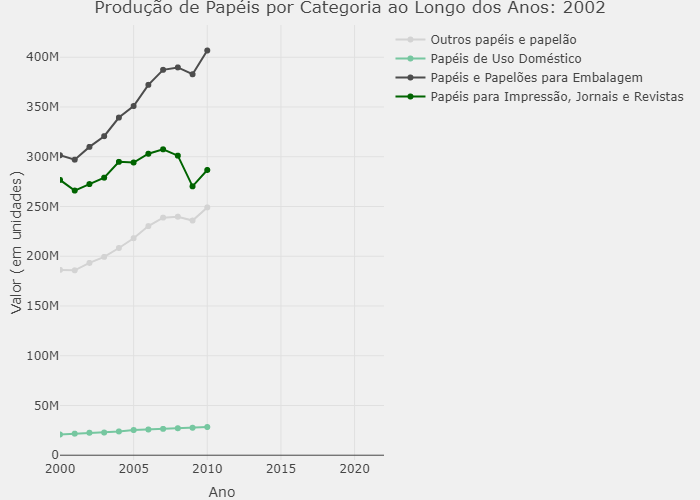 Produção de Papéis por Categoria ao Longo dos Anos: 2002
Outros papéis e papelão
Papéis de Uso Doméstico
Papéis e Papelões para Embalagem
Papéis para Impressão, Jornais e Revistas
Valor (em unidades)
400M
350M
300M
250M
200M
150M
100M
50M
0
2000 2005 2010 2015 2020
Ano